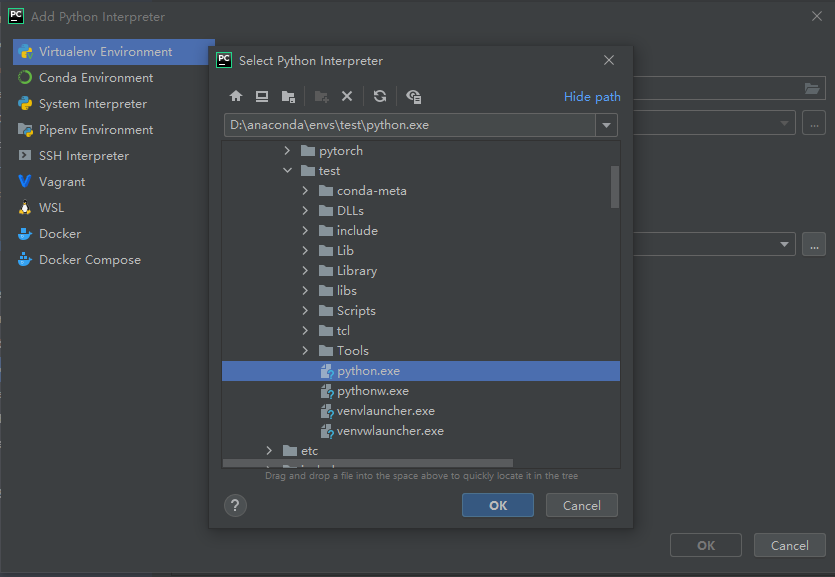 PC Add Python Interpreter
Virtualenv Environment
Conda Environment
System Interpreter
Pipenv Environment
SSH Interpreter
Vagrant
WSL
Docker
Docker Compose
...
...
PC Select Python Interpreter
Hide path
D:\anaconda\envs\test\python.exe
pytorch
test
conda-meta
DLLs
include
Lib
Library
libs
Scripts
tcl
Tools
python.exe
pythonw.exe
venvlauncher.exe
venvwlauncher.exe
etc
Drag and drop a file into the space above to quickly locate it in the tree
? OK Cancel
OK Cancel